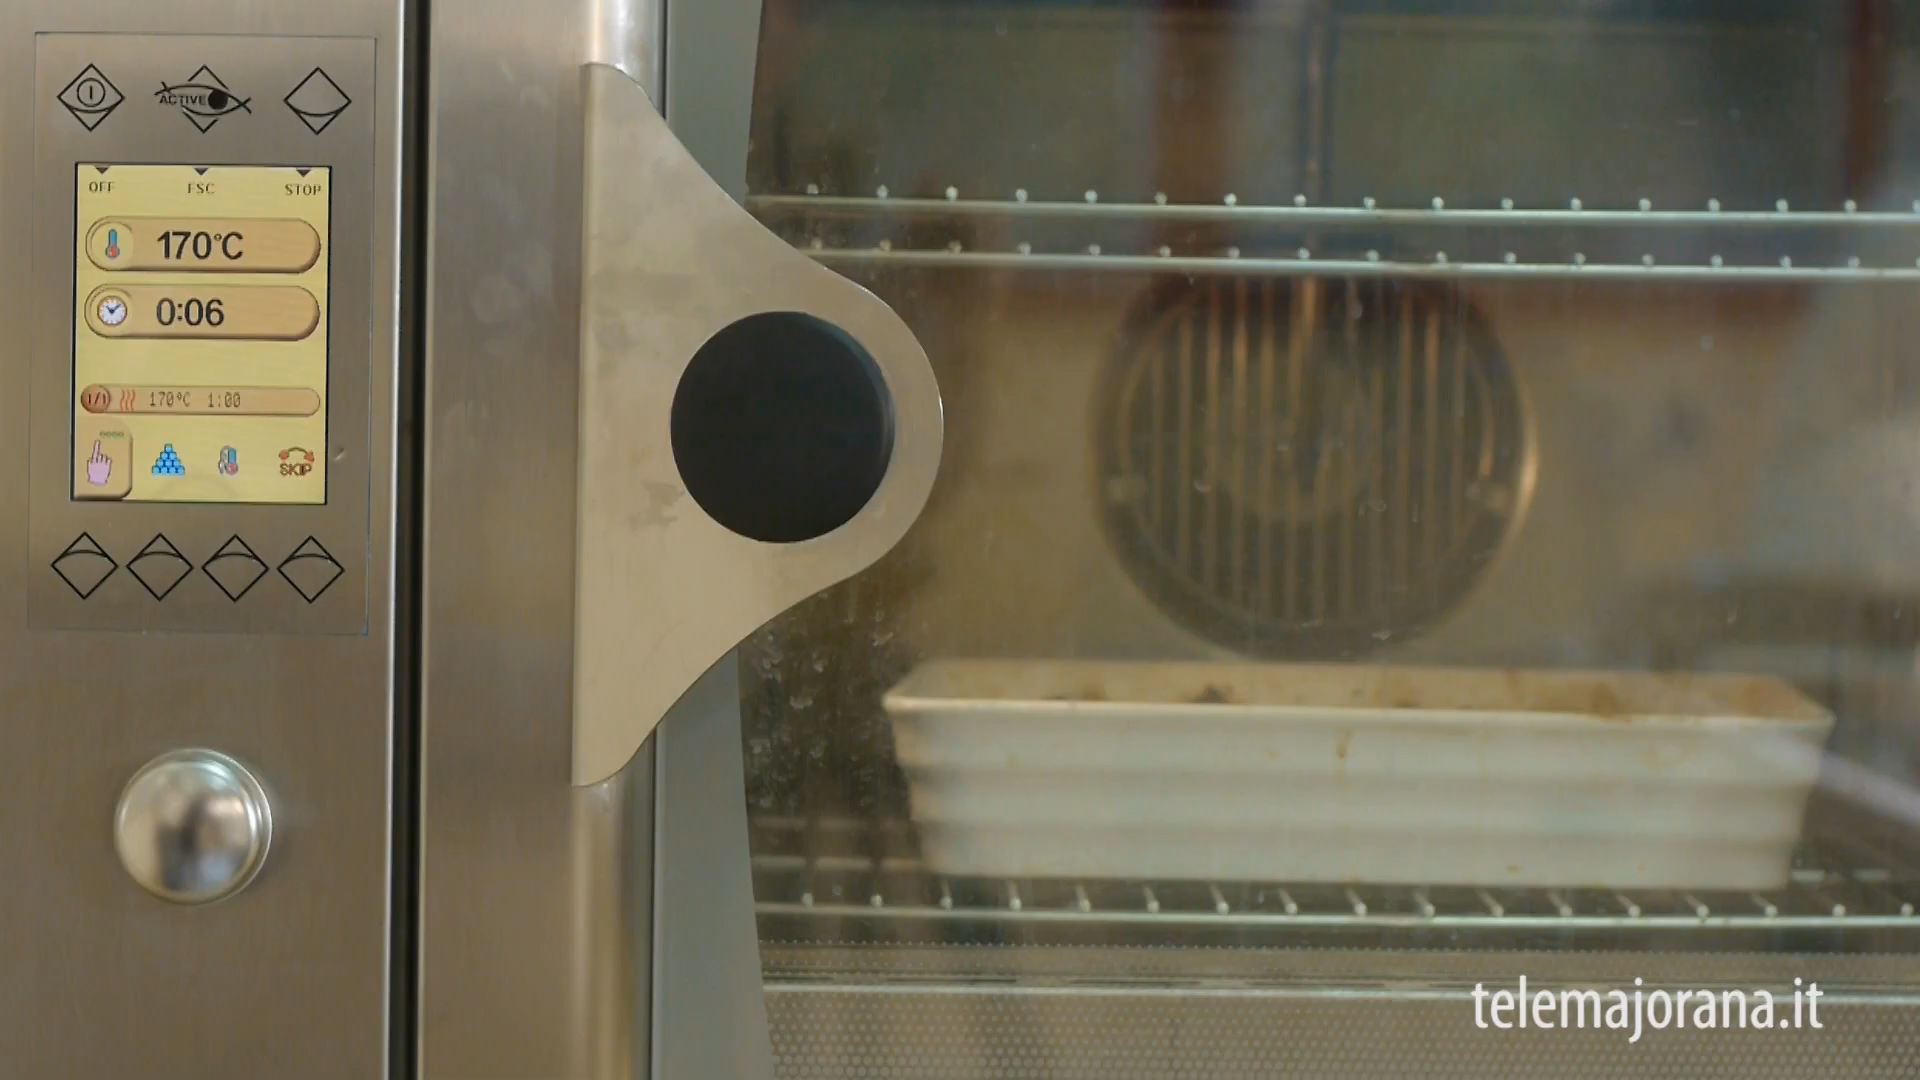 ACTIVE
OFF FSC STOP
170°C
0:06
1/1 170°C 1:00
SKIP
telemajorana.it